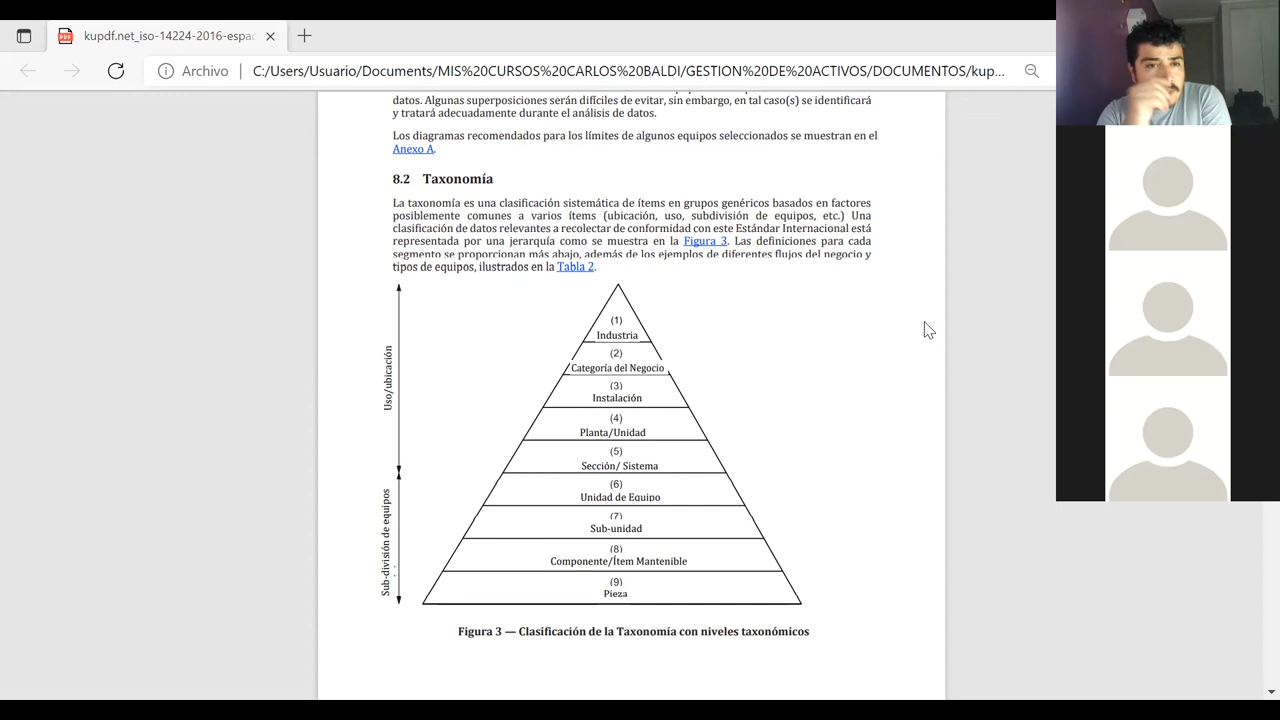 kupdf.net_iso-14224-2016-espa
Archivo
C:/Users/Usuario/Documents/MIS%20CURSOS%20CARLOS%20BALDI/GESTION%20DE%20ACTIVOS/DOCUMENTOS/kup...
datos. Algunas superposiciones serán difíciles de evitar, sin embargo, en tal caso(s) se identificará
y tratará adecuadamente durante el análisis de datos.
Los diagramas recomendados para los límites de algunos equipos seleccionados se muestran en el
Anexo A.
8.2 Taxonomía
La taxonomía es una clasificación sistemática de ítems en grupos genéricos basados en factores
posiblemente comunes a varios ítems (ubicación, uso, subdivisión de equipos, etc.) Una
clasificación de datos relevantes a recolectar de conformidad con este Estándar Internacional está
representada por una jerarquía como se muestra en la Figura 3. Las definiciones para cada
segmento se proporcionan más abajo, además de los ejemplos de diferentes flujos del negocio y
tipos de equipos, ilustrados en la Tabla 2.
Uso/ubicación
Sub-división de equipos
(1)
Industria
(2)
Categoría del Negocio
(3)
Instalación
(4)
Planta/Unidad
(5)
Sección/ Sistema
(6)
Unidad de Equipo
(7)
Sub-unidad
(8)
Componente/Ítem Mantenible
(9)
Pieza
Figura 3 — Clasificación de la Taxonomía con niveles taxonómicos